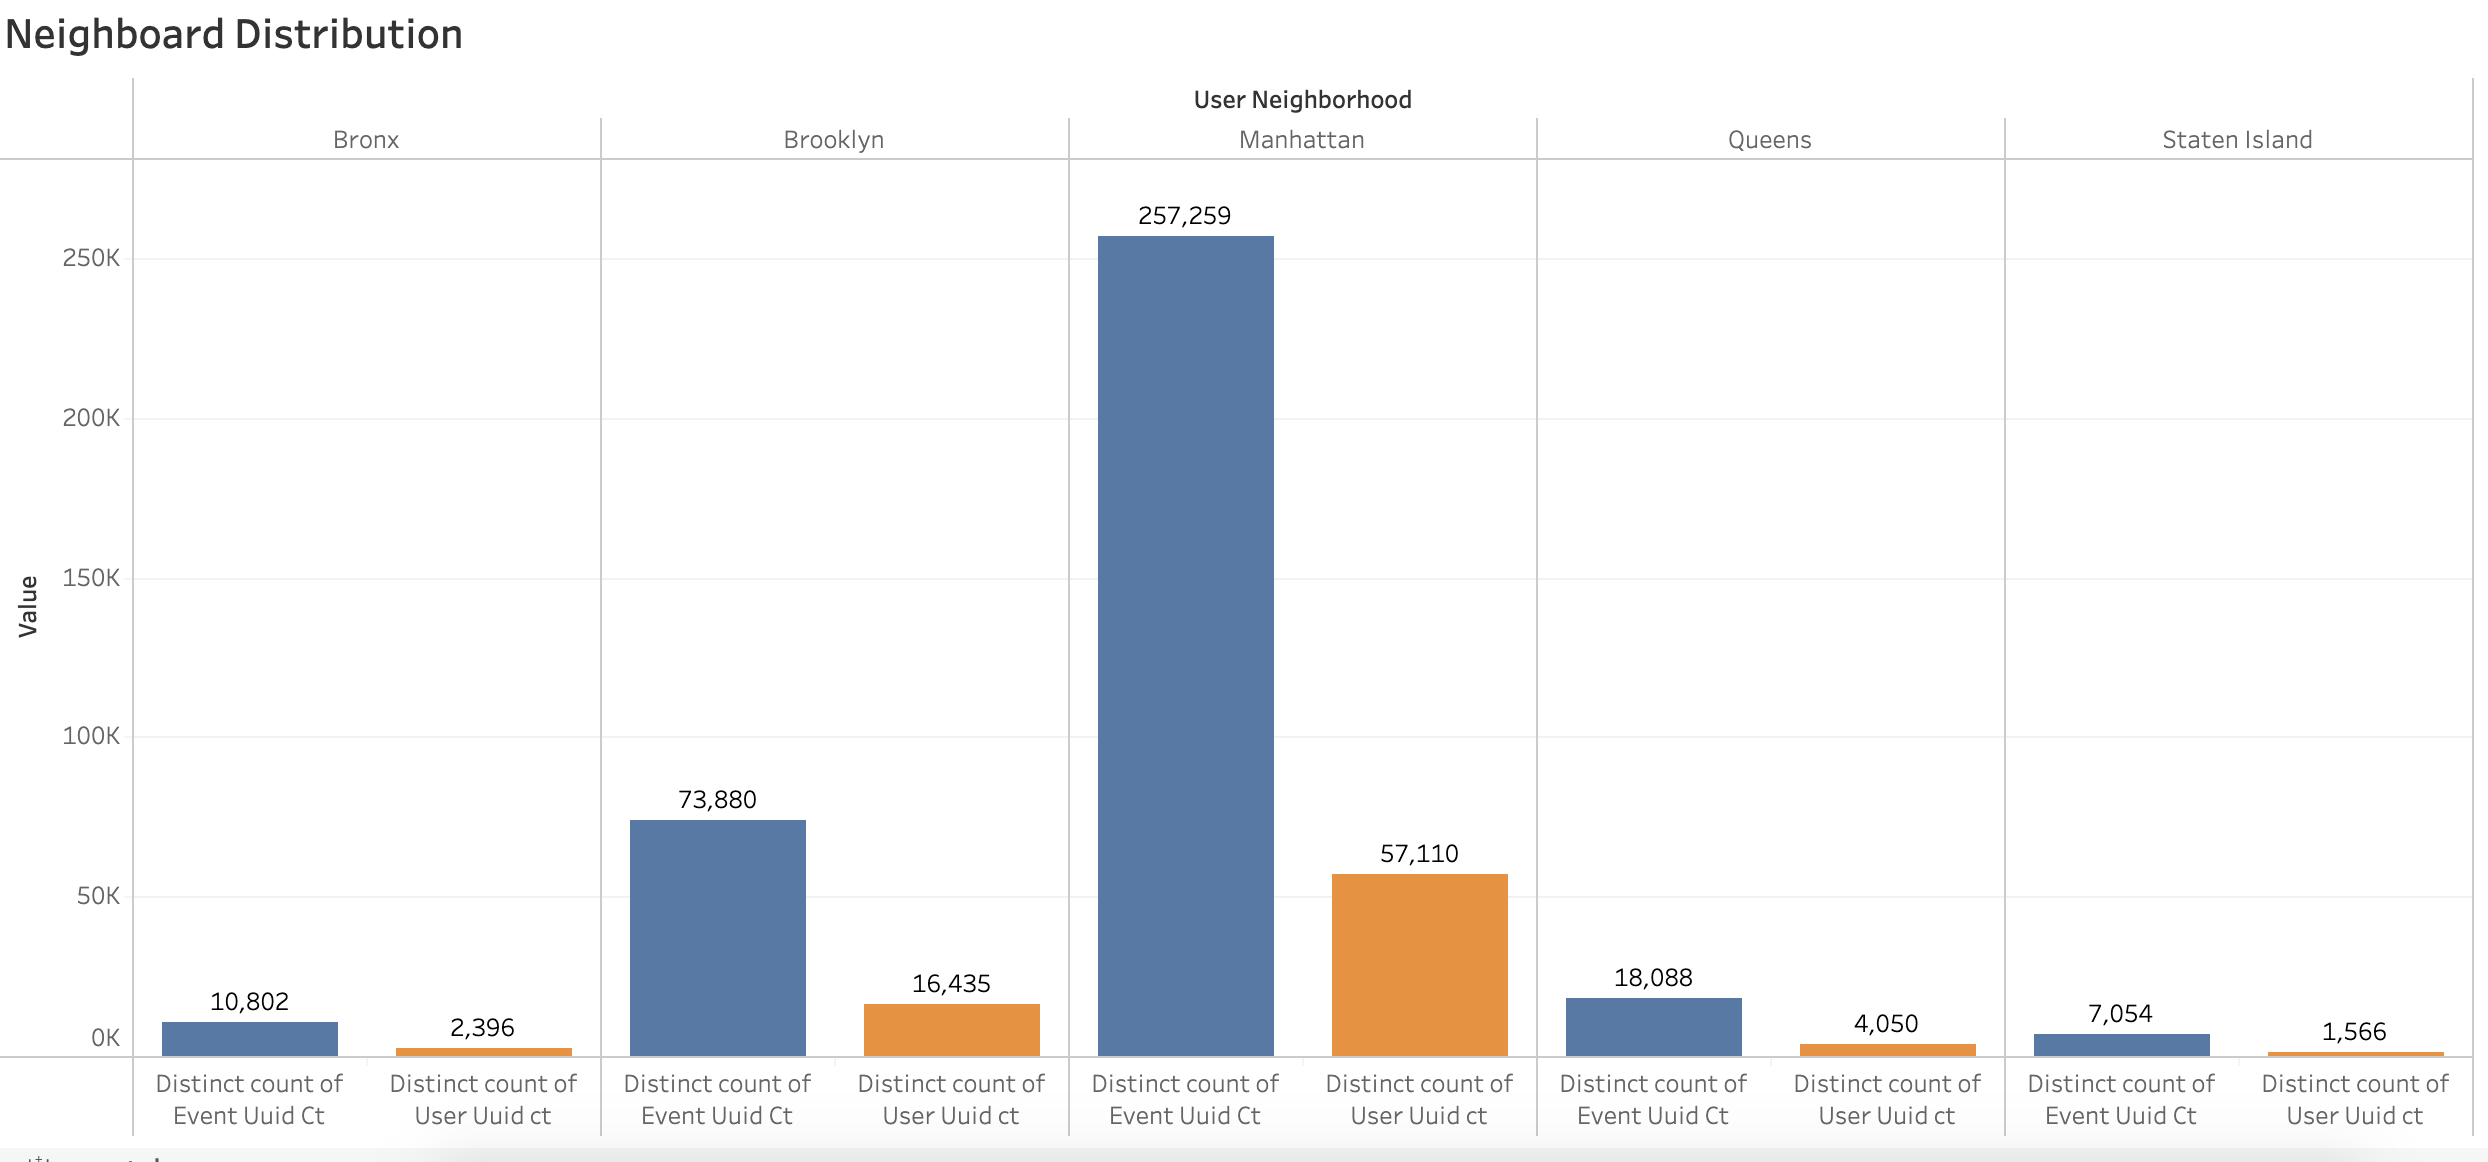 Neighboard Distribution
User Neighborhood
Bronx Brooklyn Manhattan Queens Staten Island
257,259
250K
200K
Value
150K
100K
73,880
57,110
50K
10,802 2,396 16,435 18,088 4,050 7,054 1,566
0K
Distinct count of Distinct count of Distinct count of Distinct count of Distinct count of Distinct count of Distinct count of Distinct count of Distinct count of Distinct count of
Event Uuid Ct User Uuid ct Event Uuid Ct User Uuid ct Event Uuid Ct User Uuid ct Event Uuid Ct User Uuid ct Event Uuid Ct User Uuid ct